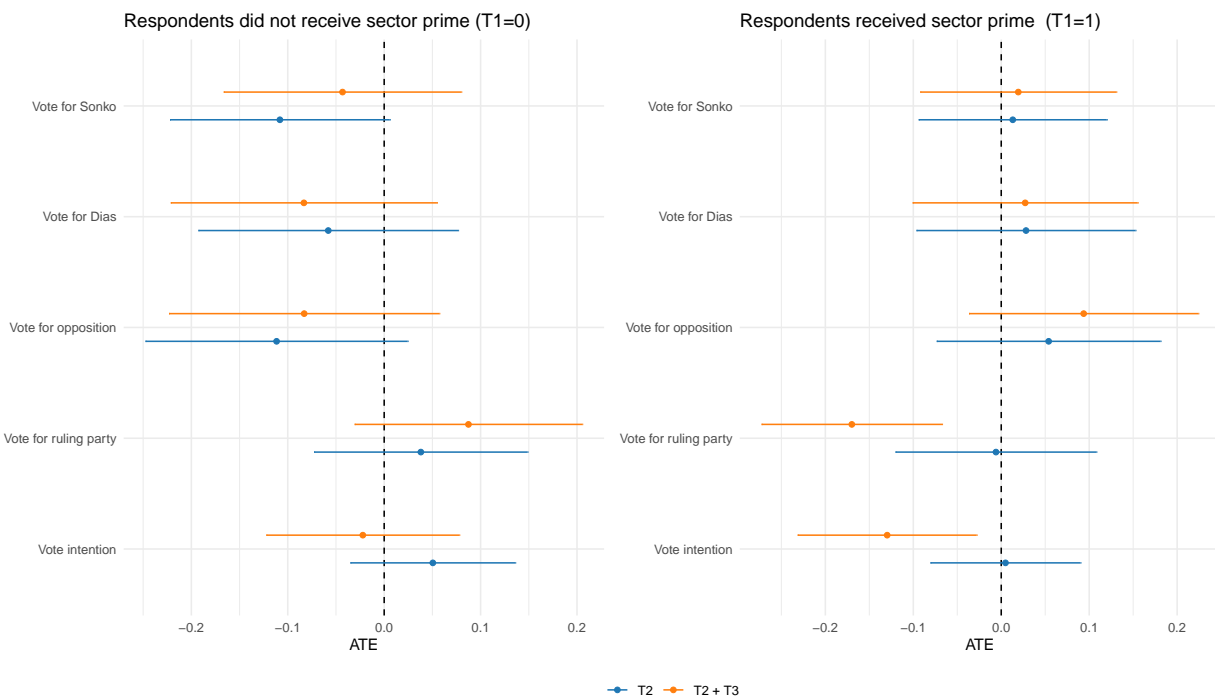 Respondents did not receive sector prime (T1=0)
Vote for Sonko
Vote for Dias
Vote for opposition
Vote for ruling party
Vote intention
−0.2 −0.1 0.0 0.1 0.2
ATE
Respondents received sector prime  (T1=1)
Vote for Sonko
Vote for Dias
Vote for opposition
Vote for ruling party
Vote intention
−0.2 −0.1 0.0 0.1 0.2
ATE
T2 T2 + T3